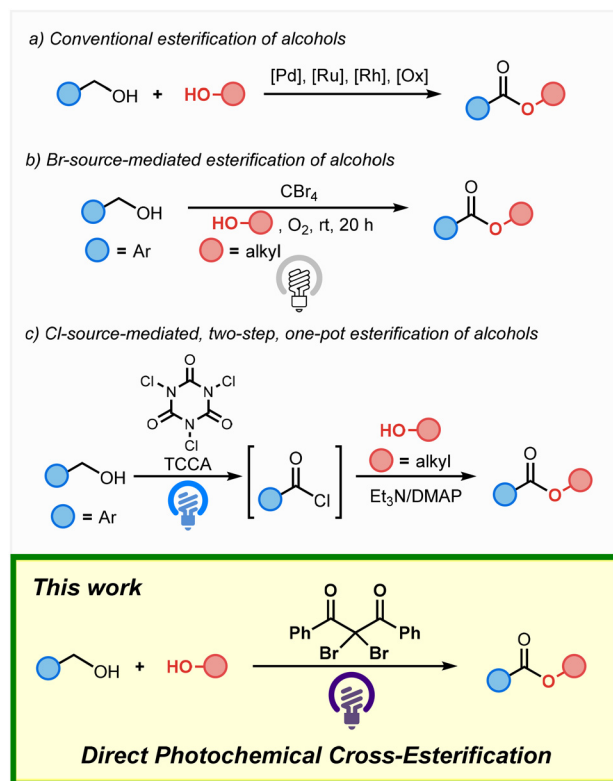 a) Conventional esterification of alcohols
[Pd], [Ru], [Rh], [Ox]
OH + HO
O
O
b) Br-source-mediated esterification of alcohols
CBr₄
OH
HO , O₂, rt, 20 h
O
O
= Ar
= alkyl
c) Cl-source-mediated, two-step, one-pot esterification of alcohols
O
Cl N N Cl
O N O
Cl
TCCA
OH
= Ar
O
Cl
HO
= alkyl
Et₃N/DMAP
O
O
This work
O O
Ph Ph
Br Br
OH + HO
O
O
Direct Photochemical Cross-Esterification